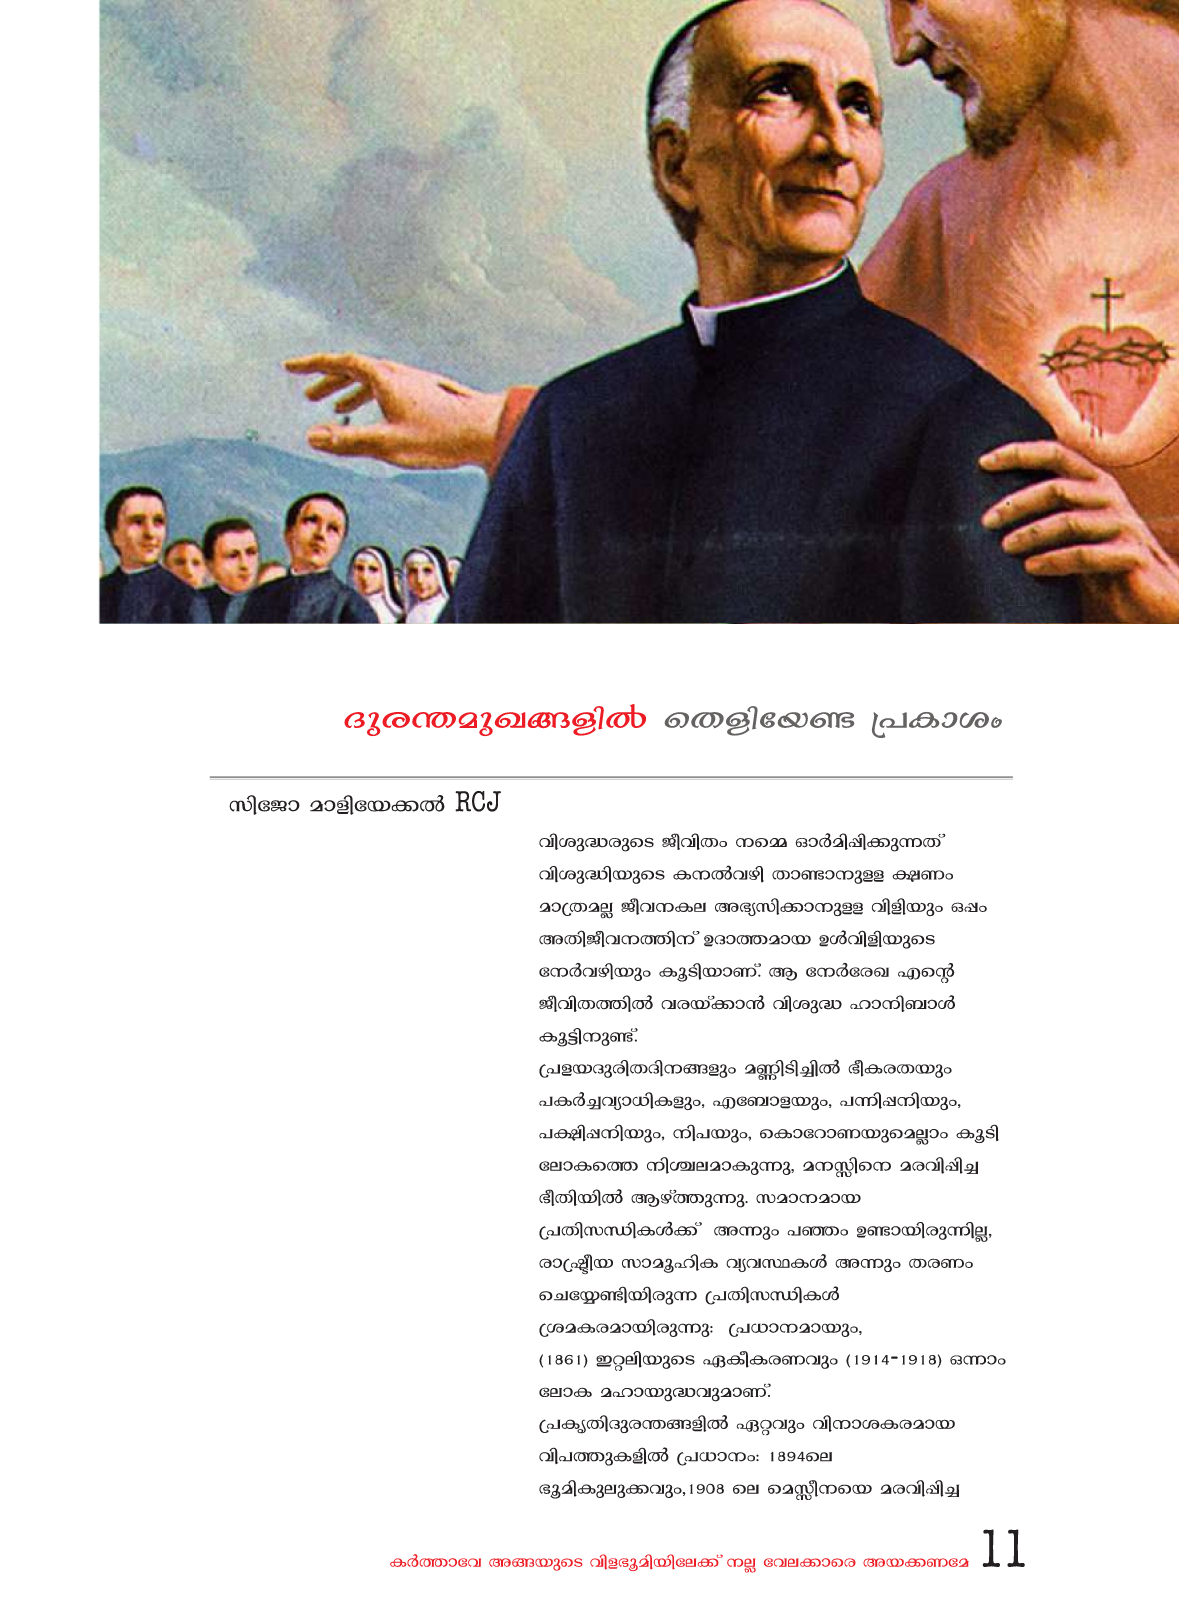 ദുരന്തമുഖങ്ങളിൽ തെളിയേണ്ട പ്രകാശം
സിജോ മാളിയേക്കൽ RCJ
വിശുദ്ധരുടെ ജീവിതം നമ്മെ ഓർമിപ്പിക്കുന്നത്
വിശുദ്ധിയുടെ കനൽവഴി താണ്ടാനുളള ക്ഷണം
മാത്രമല്ല ജീവനകല അഭ്യസിക്കാനുളള വിളിയും ഒപ്പം
അതിജീവനത്തിന് ഉദാത്തമായ ഉൾവിളിയുടെ
നേർവഴിയും കൂടിയാണ്. ആ നേർരേഖ എന്റെ
ജീവിതത്തിൽ വരയ്ക്കാൻ വിശുദ്ധ ഹാനിബാൾ
കൂട്ടിനുണ്ട്.
പ്രളയദുരിതദിനങ്ങളും മണ്ണിടിച്ചിൽ ഭീകരതയും
പകർച്ചവ്യാധികളും, എബോളയും, പന്നിപ്പനിയും,
പക്ഷിപ്പനിയും, നിപയും, കൊറോണയുമെല്ലാം കൂടി
ലോകത്തെ നിശ്ചലമാകുന്നു, മനസ്സിനെ മരവിപ്പിച്ച
ഭീതിയിൽ ആഴ്ത്തുന്നു. സമാനമായ
പ്രതിസന്ധികൾക്ക് അന്നും പഞ്ഞം ഉണ്ടായിരുന്നില്ല,
രാഷ്ട്രീയ സാമൂഹിക വ്യവസ്ഥകൾ അന്നും തരണം
ചെയ്യേണ്ടിയിരുന്ന പ്രതിസന്ധികൾ
ശ്രമകരമായിരുന്നു: പ്രധാനമായും,
(1861) ഇറ്റലിയുടെ ഏകീകരണവും (1914-1918) ഒന്നാം
ലോക മഹായുദ്ധവുമാണ്.
പ്രകൃതിദുരന്തങ്ങളിൽ ഏറ്റവും വിനാശകരമായ
വിപത്തുകളിൽ പ്രധാനം: 1894ലെ
ഭൂമികുലുക്കവും,1908 ലെ മെസ്സീനയെ മരവിപ്പിച്ച
കർത്താവേ അങ്ങയുടെ വിളഭൂമിയിലേക്ക് നല്ല വേലക്കാരെ അയക്കണമേ 11